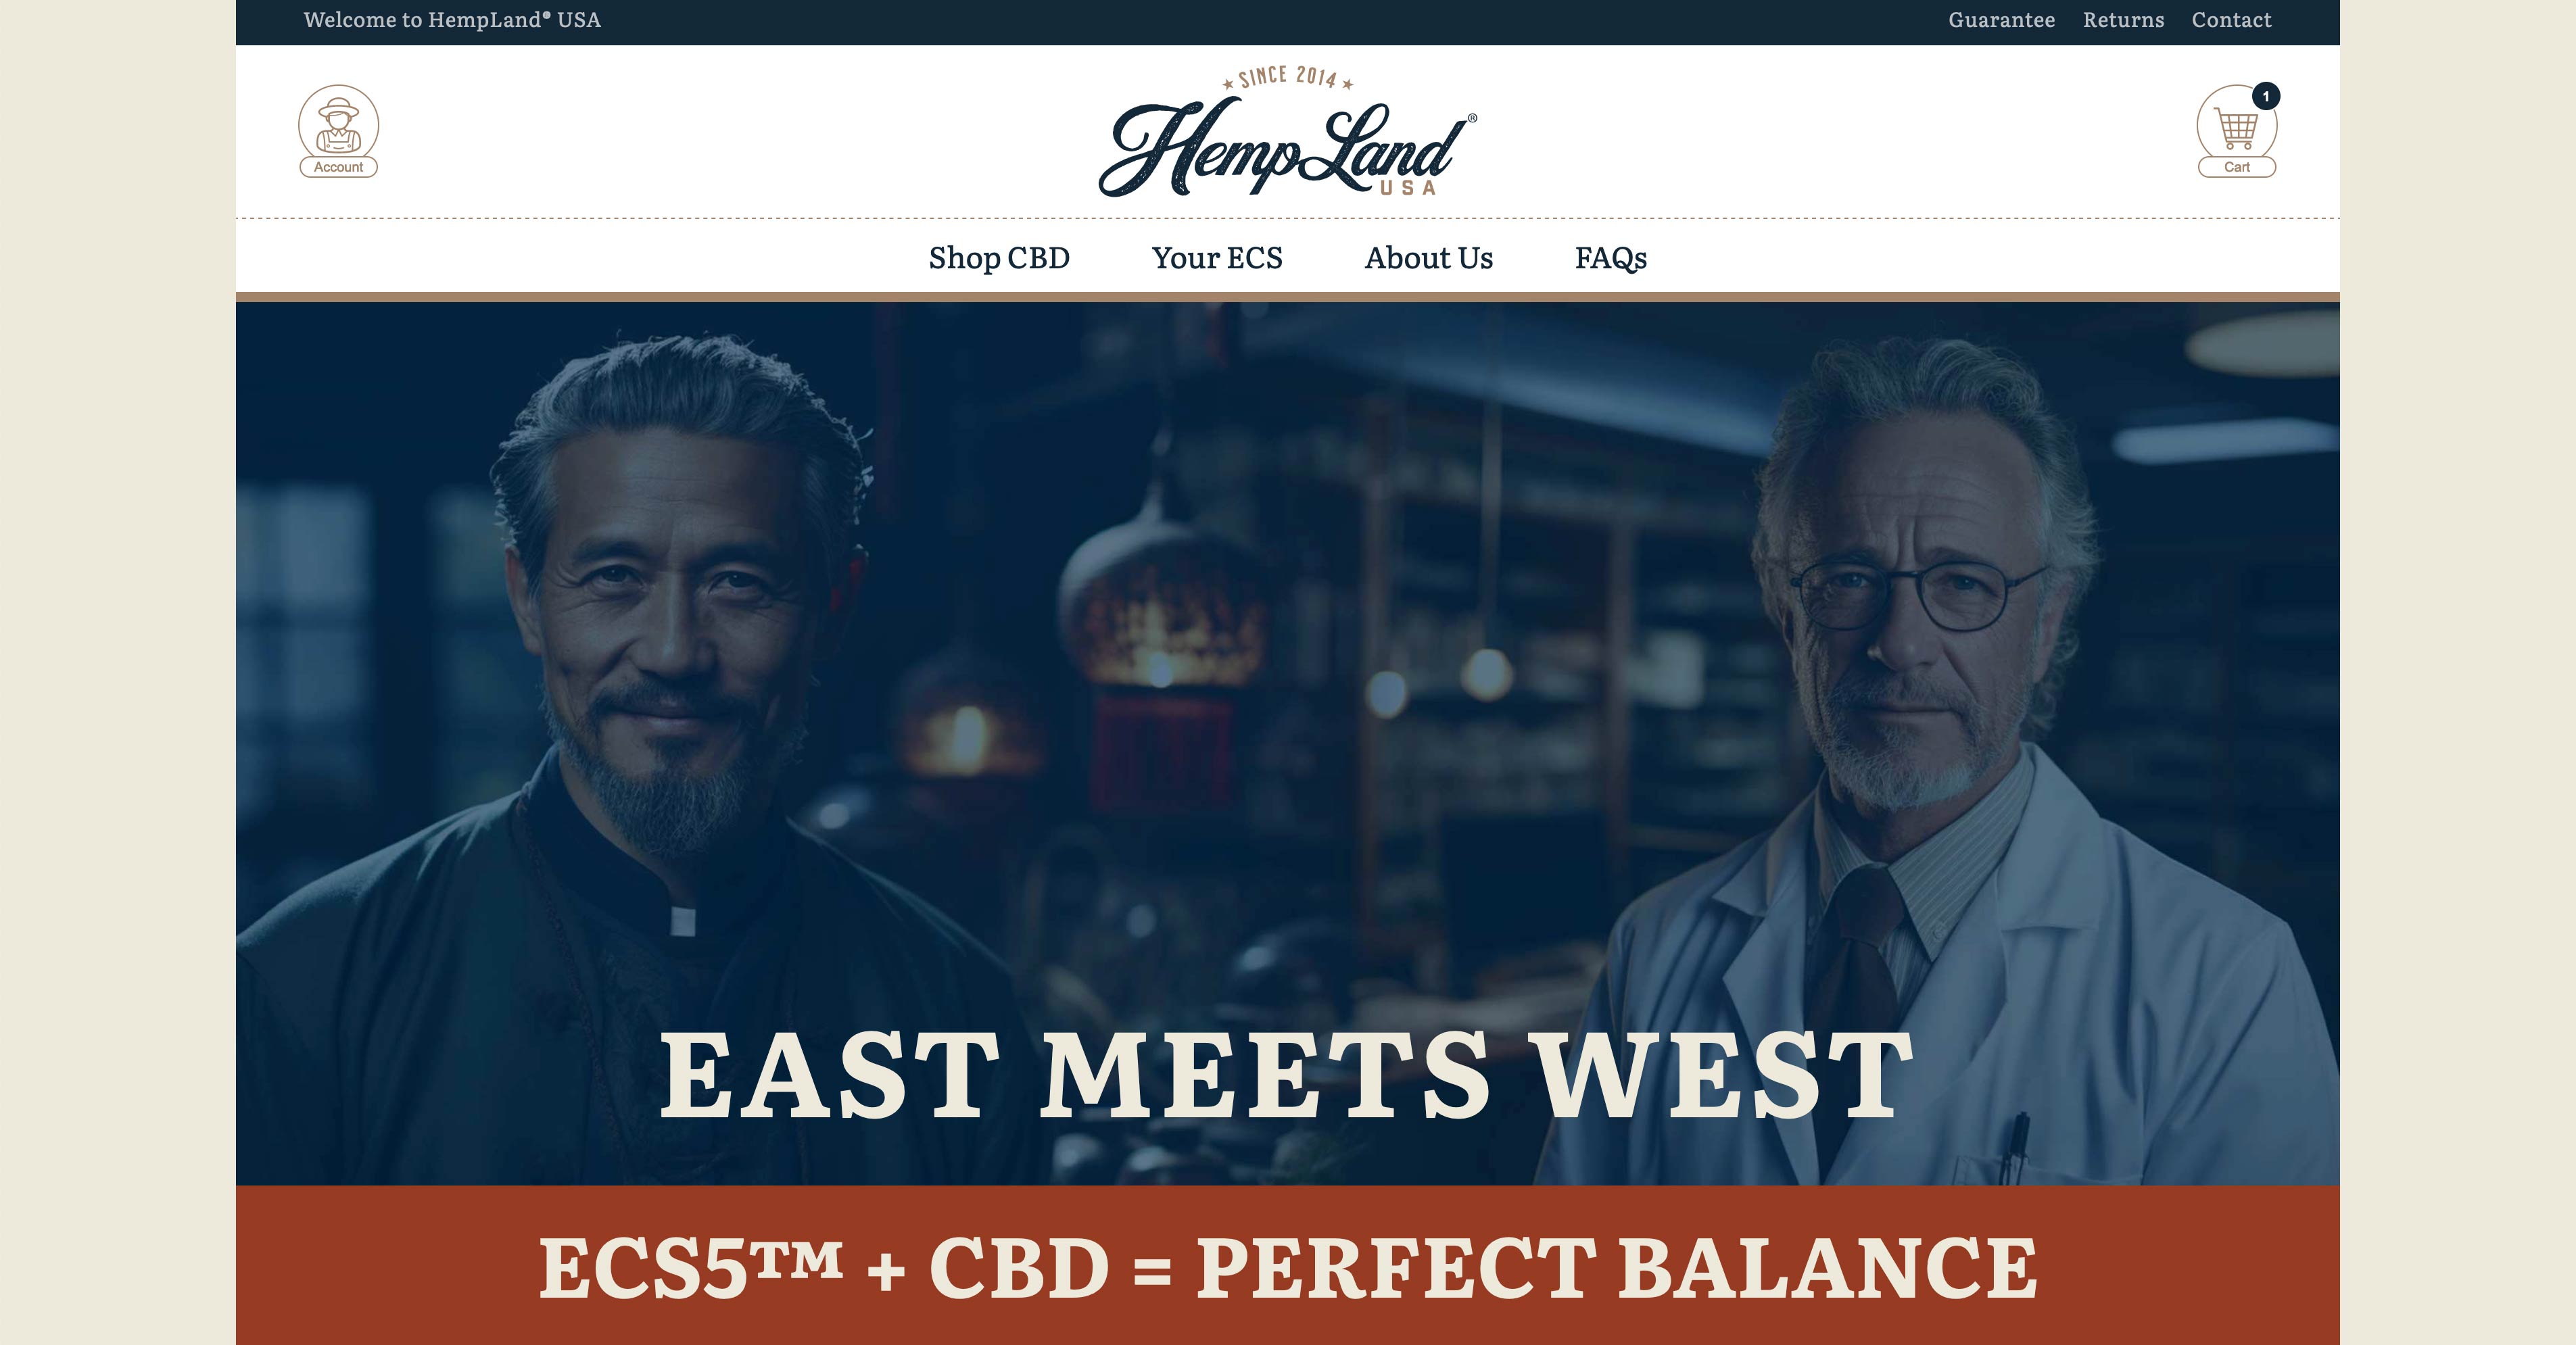 Welcome to HempLand® USA
Guarantee Returns Contact
★ SINCE 2014 ★
HempLand®
USA
Account
1
Cart
Shop CBD Your ECS About Us FAQs
EAST MEETS WEST
ECS5™ + CBD = PERFECT BALANCE